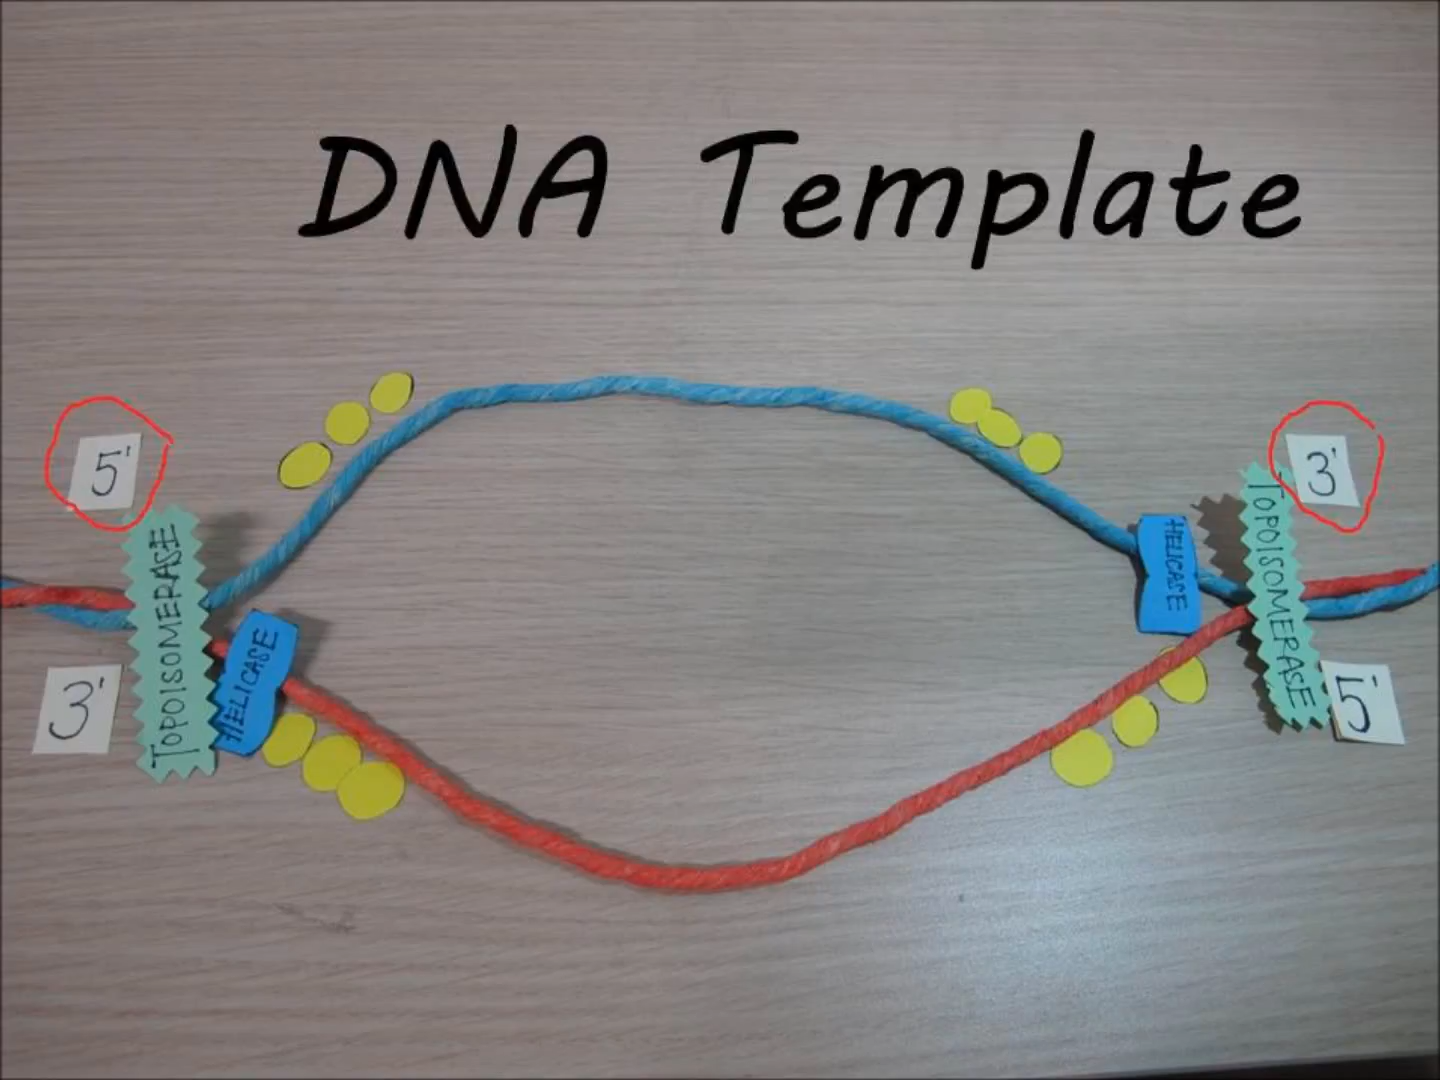 DNA Template
5'
3'
TOPOISOMERASE
HELICASE
HELICASE
TOPOISOMERASE
3'
5'